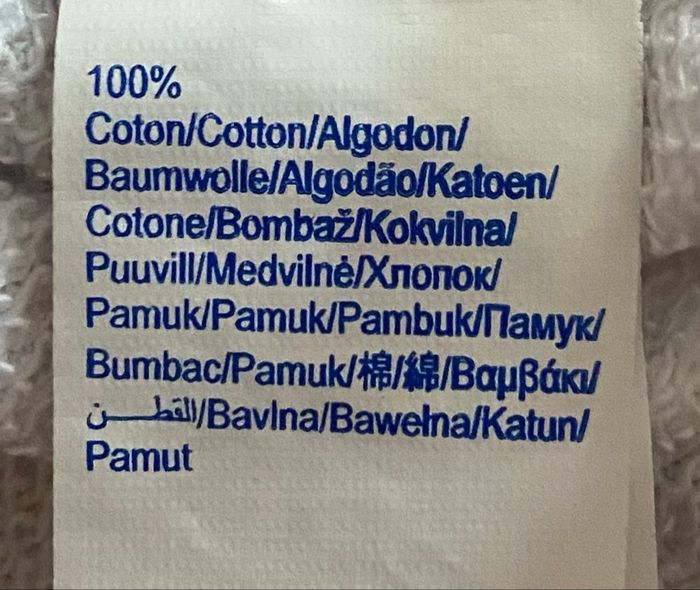 100%
Coton/Cotton/Algodon/
Baumwolle/Algodão/Katoen/
Cotone/Bombaž/Kokvilna/
Puuvill/Medvilnė/Хлопок/
Pamuk/Pamuk/Pambuk/Памук/
Bumbac/Pamuk/棉/綿/Βαμβάκι/
القطـــن/Bavlna/Bawełna/Katun/
Pamut